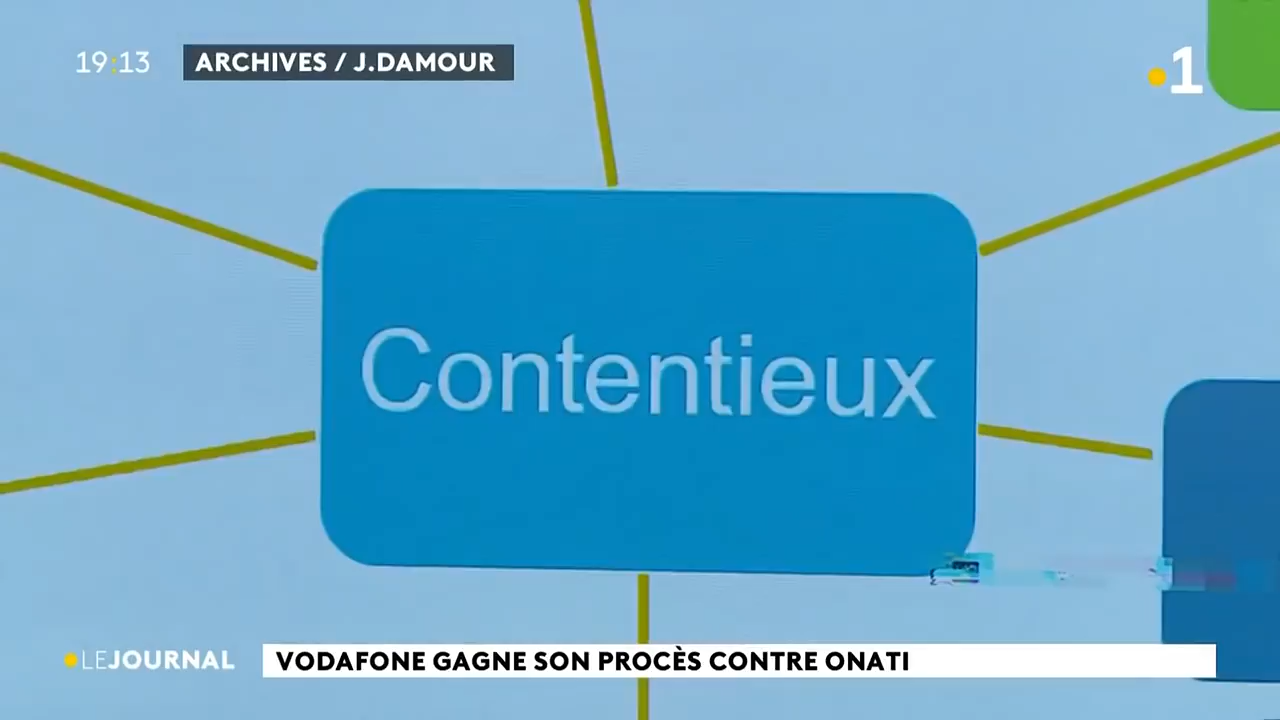 19:13
ARCHIVES / J.DAMOUR
1
Contentieux
LEJOURNAL
VODAFONE GAGNE SON PROCÈS CONTRE ONATI